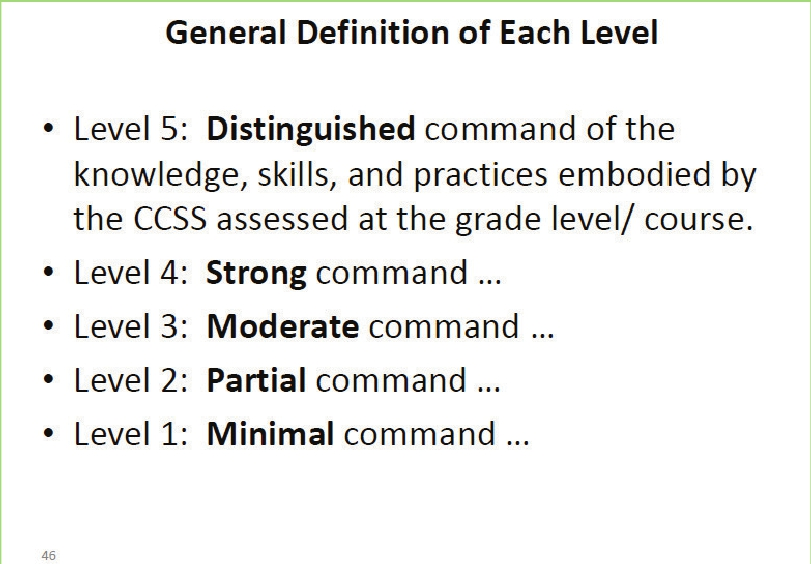 General Definition of Each Level
• Level 5: Distinguished command of the
knowledge, skills, and practices embodied by
the CCSS assessed at the grade level/ course.
• Level 4: Strong command ...
• Level 3: Moderate command ...
• Level 2: Partial command ...
• Level 1: Minimal command ...
46